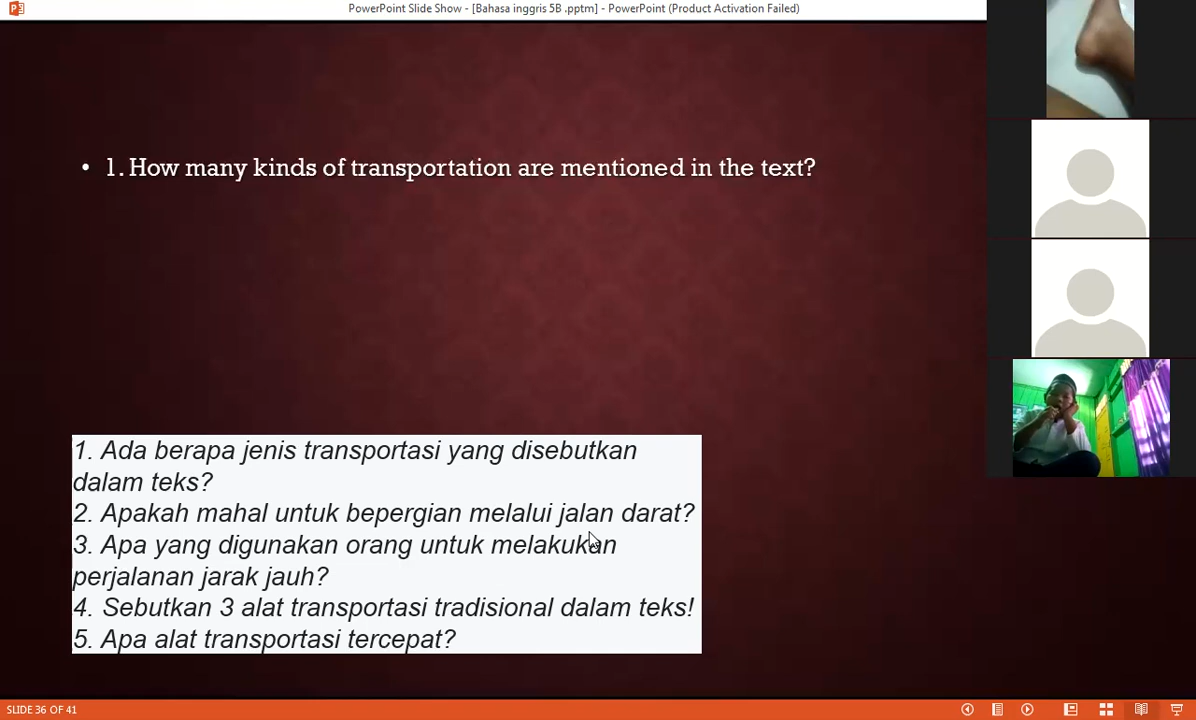 PowerPoint Slide Show - [Bahasa inggris 5B .pptm] - PowerPoint (Product Activation Failed)
• 1. How many kinds of transportation are mentioned in the text?
1. Ada berapa jenis transportasi yang disebutkan
dalam teks?
2. Apakah mahal untuk bepergian melalui jalan darat?
3. Apa yang digunakan orang untuk melakukan
perjalanan jarak jauh?
4. Sebutkan 3 alat transportasi tradisional dalam teks!
5. Apa alat transportasi tercepat?
SLIDE 36 OF 41